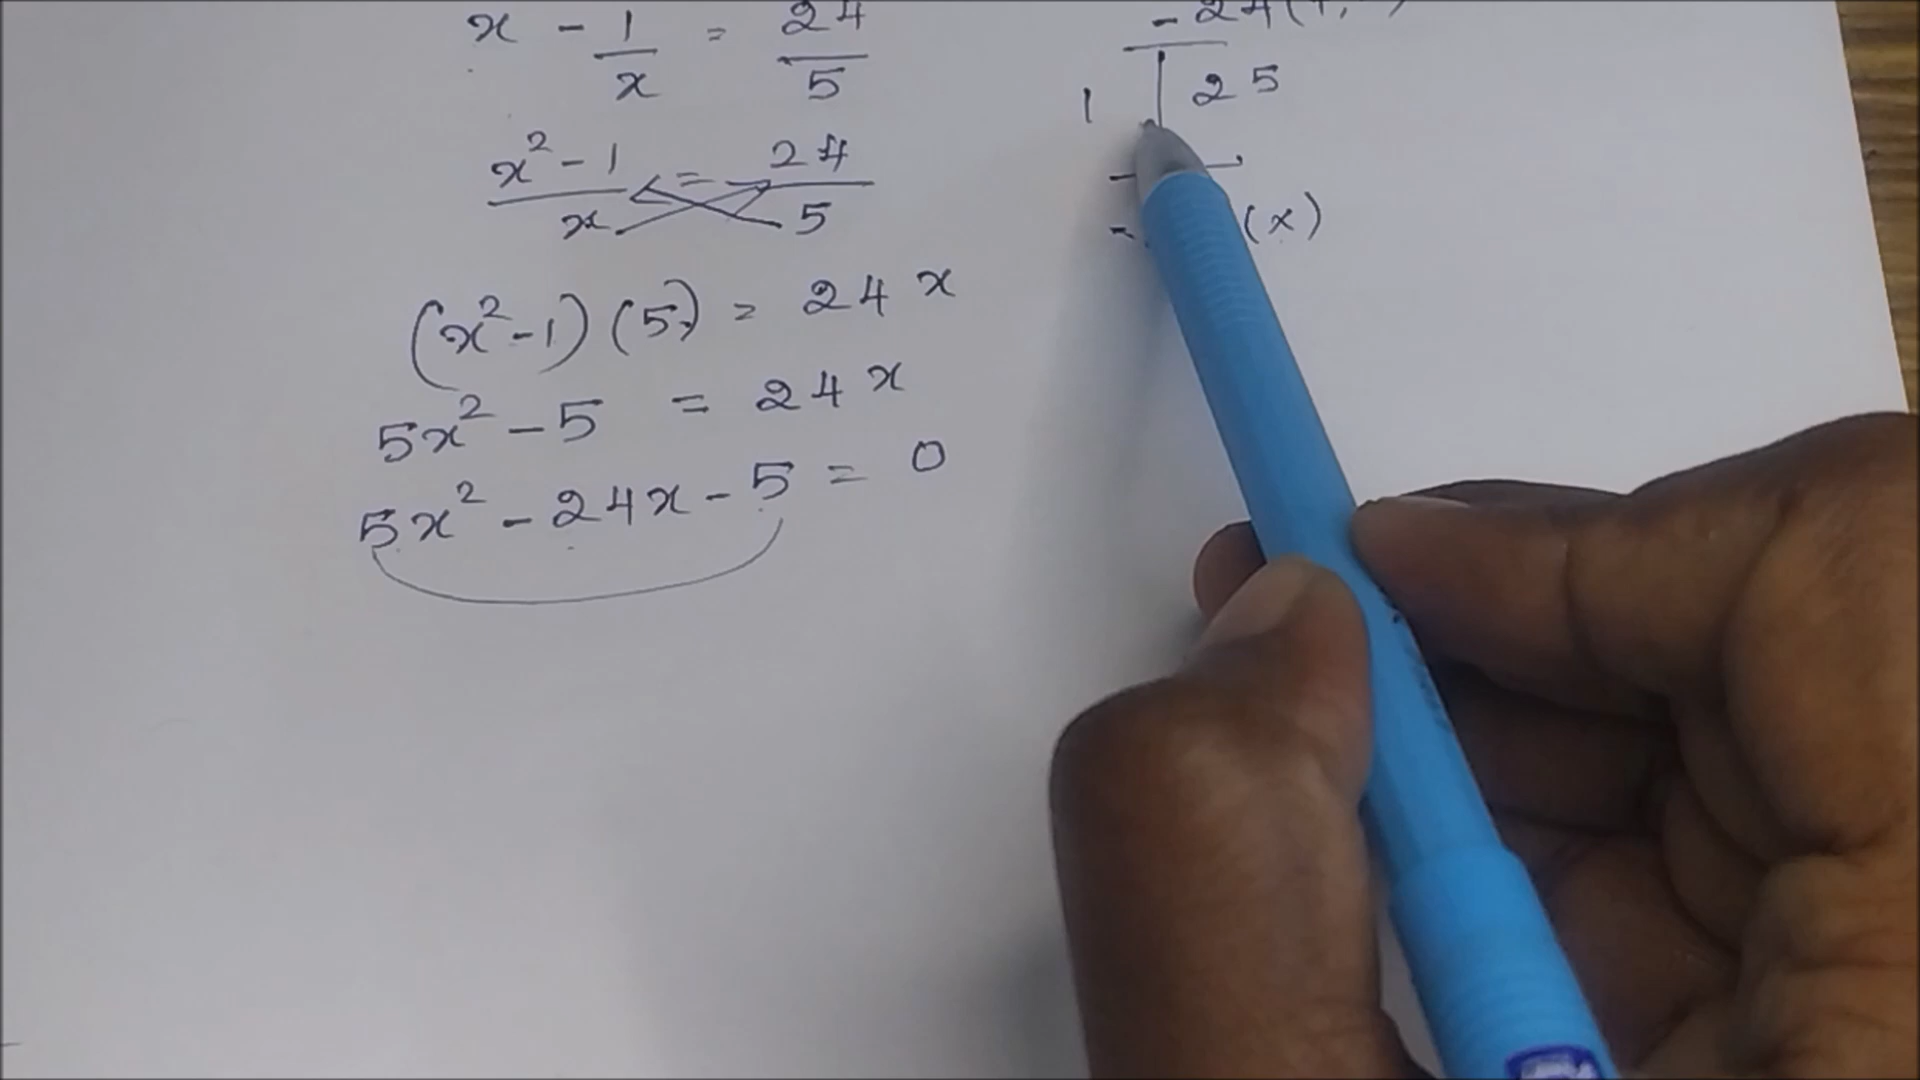 x - 1/x = 24/5
x² - 1/x = 24/5
(x² - 1)(5) = 24x
5x² - 5 = 24x
5x² - 24x - 5 = 0
- 24 (+,
1 | 25
- (x)